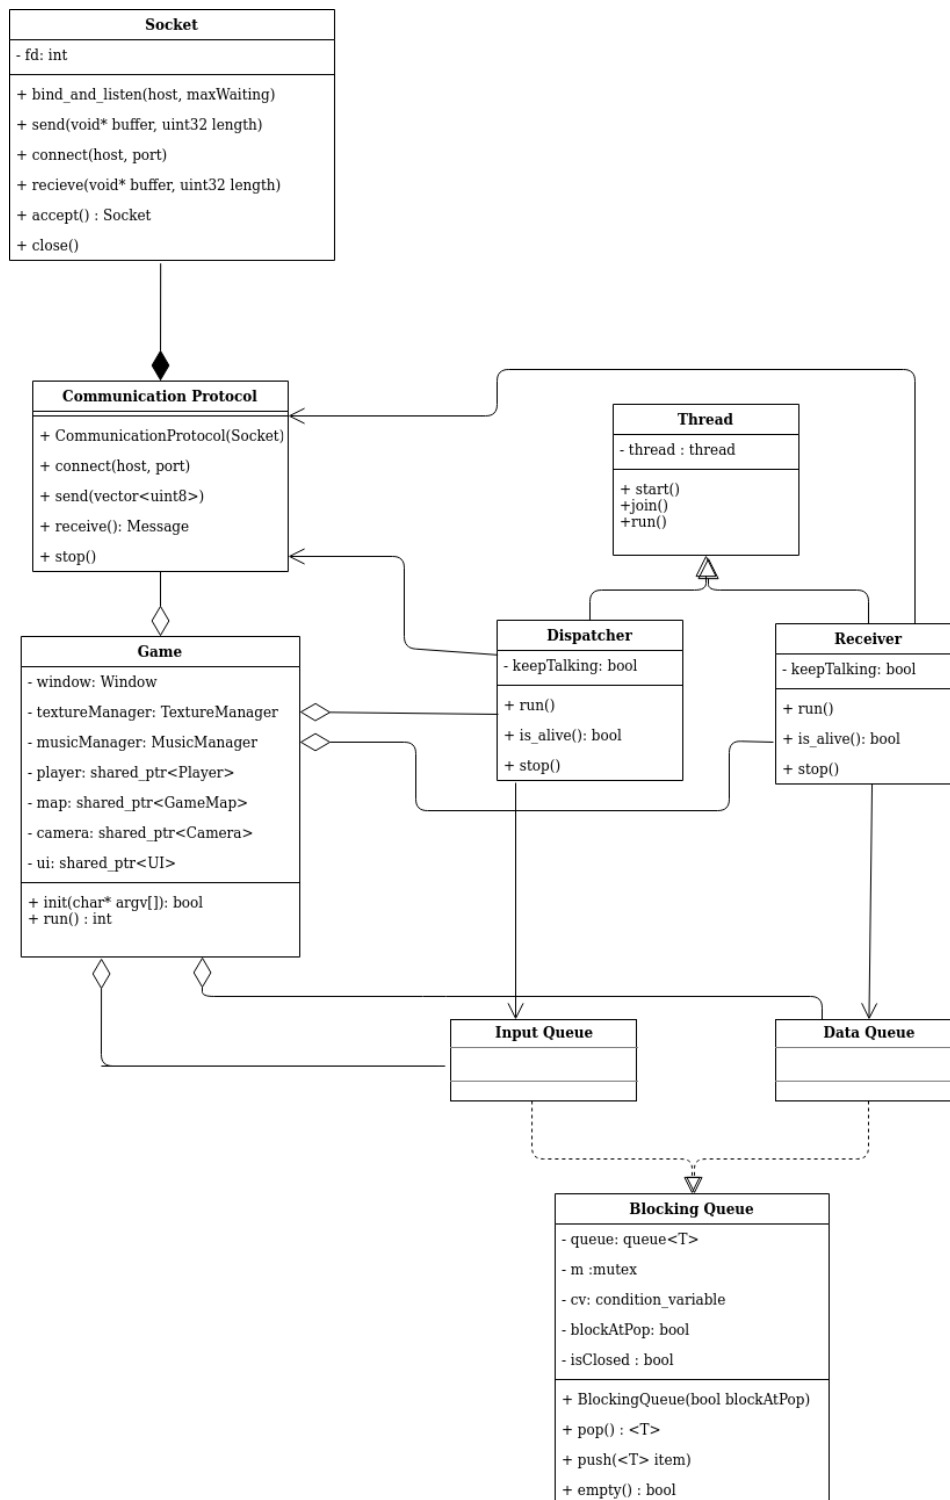 Socket
- fd: int
+ bind_and_listen(host, maxWaiting)
+ send(void* buffer, uint32 length)
+ connect(host, port)
+ recieve(void* buffer, uint32 length)
+ accept() : Socket
+ close()
Communication Protocol
+ CommunicationProtocol(Socket)
+ connect(host, port)
+ send(vector<uint8>)
+ receive(): Message
+ stop()
Thread
- thread : thread
+ start()
+join()
+run()
Dispatcher
- keepTalking: bool
+ run()
+ is_alive(): bool
+ stop()
Receiver
- keepTalking: bool
+ run()
+ is_alive(): bool
+ stop()
Game
- window: Window
- textureManager: TextureManager
- musicManager: MusicManager
- player: shared_ptr<Player>
- map: shared_ptr<GameMap>
- camera: shared_ptr<Camera>
- ui: shared_ptr<UI>
+ init(char* argv[]): bool
+ run() : int
Input Queue
Data Queue
Blocking Queue
- queue: queue<T>
- m :mutex
- cv: condition_variable
- blockAtPop: bool
- isClosed : bool
+ BlockingQueue(bool blockAtPop)
+ pop() : <T>
+ push(<T> item)
+ empty() : bool